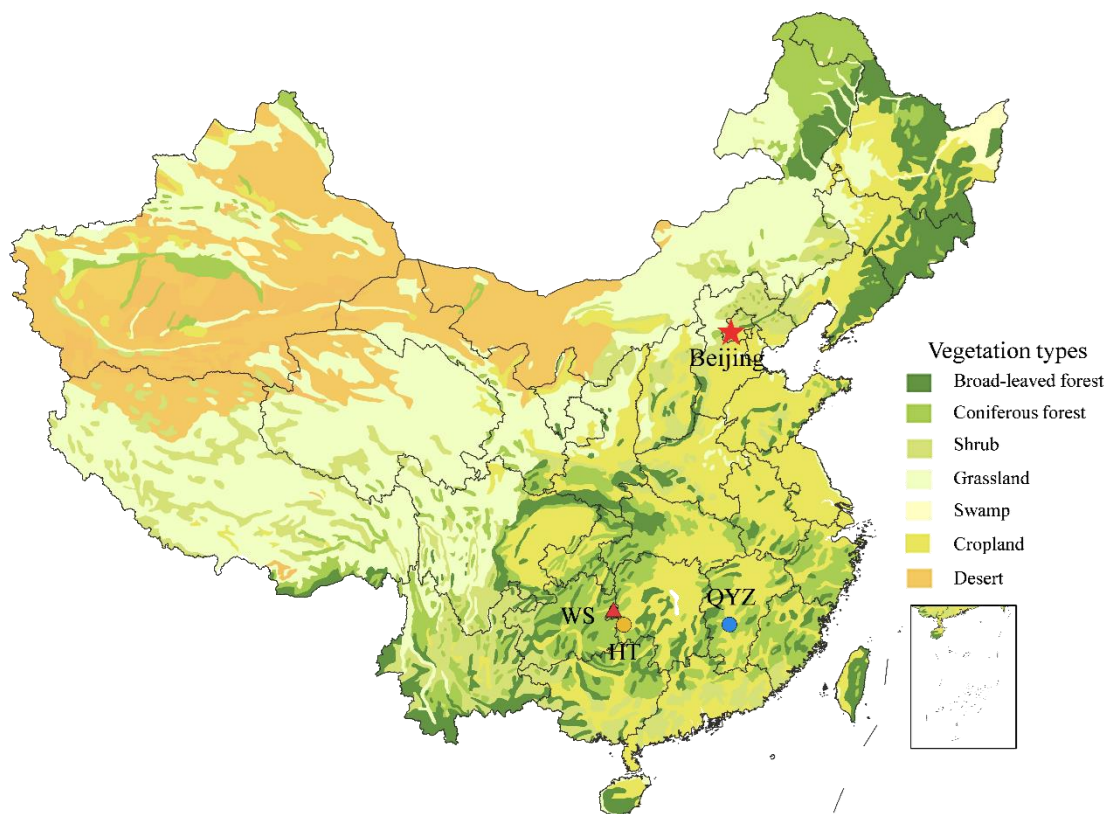 Beijing
Vegetation types
Broad-leaved forest
Coniferous forest
Shrub
Grassland
Swamp
Cropland
Desert
WS
QYZ
HT